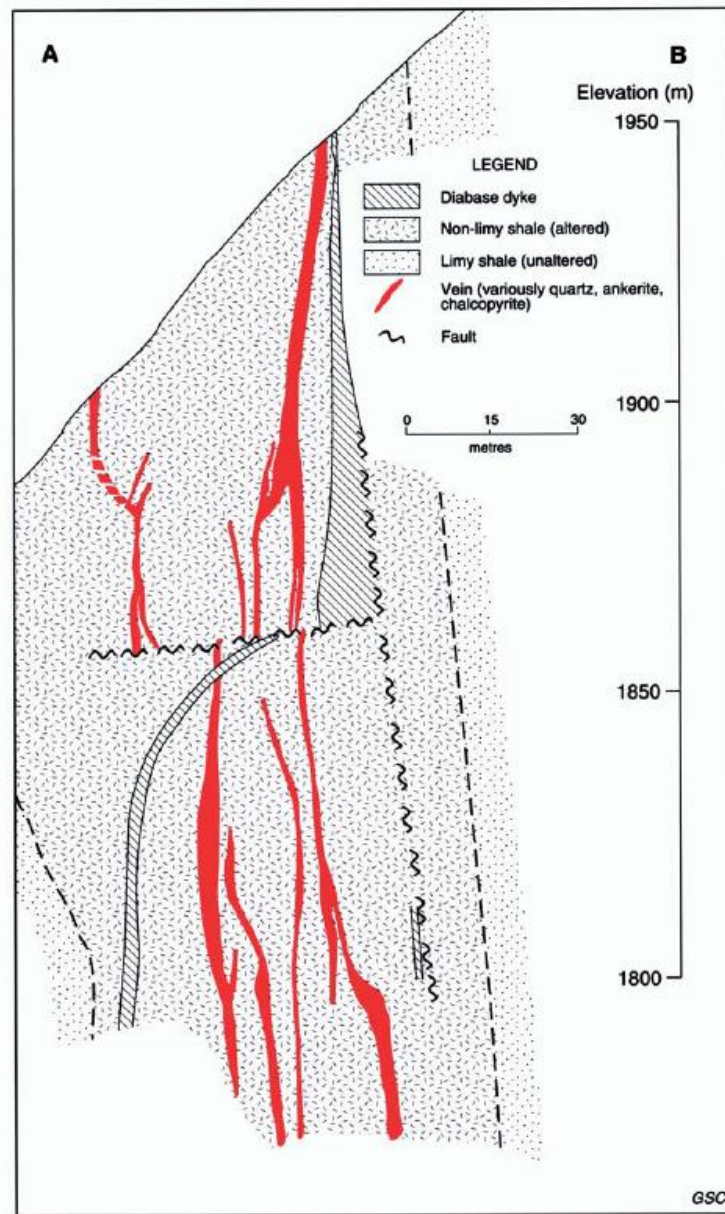 A
B
Elevation (m)
1950
LEGEND
Diabase dyke
Non-limy shale (altered)
Limy shale (unaltered)
Vein (variously quartz, ankerite,
chalcopyrite)
Fault
1900
0 15 30
metres
1850
1800
GSC